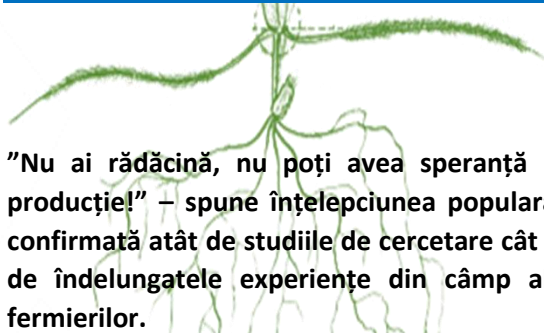 ”Nu ai rădăcină, nu poți avea speranță
producție!” – spune înțelepciunea populară
confirmată atât de studiile de cercetare cât
de îndelungatele experiențe din câmp a
fermierilor.